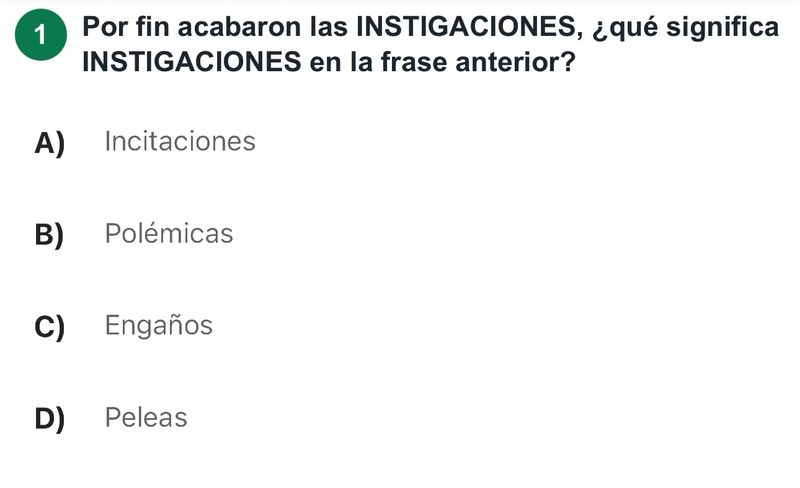 1 Por fin acabaron las INSTIGACIONES, ¿qué significa
INSTIGACIONES en la frase anterior?
A) Incitaciones
B) Polémicas
C) Engaños
D) Peleas